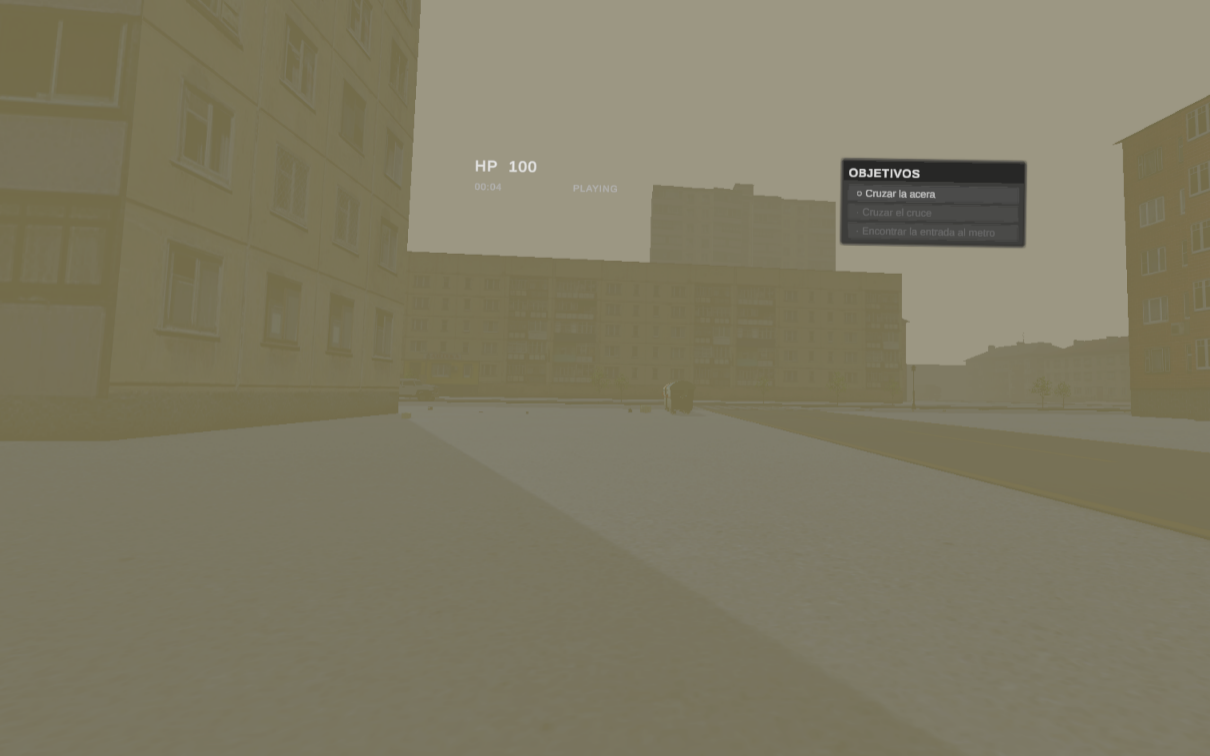 HP 100
00:04 PLAYING
OBJETIVOS
Cruzar la acera
Cruzar el cruce
Encontrar la entrada al metro